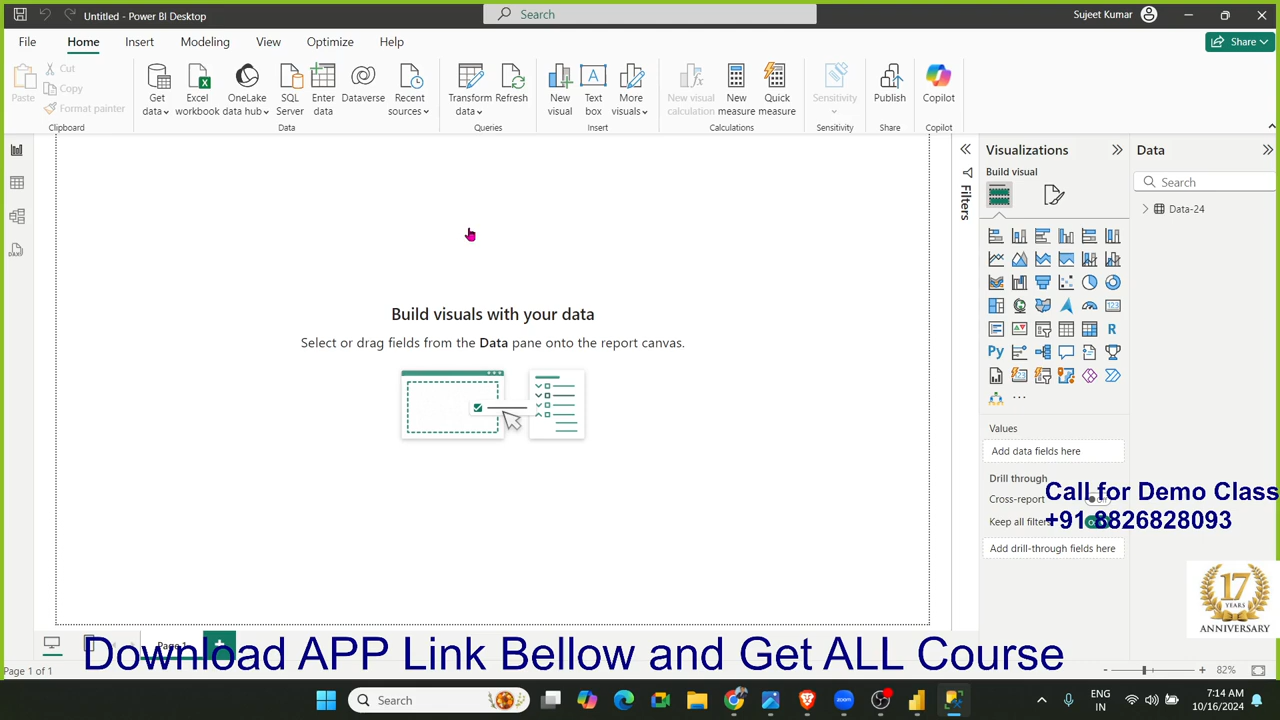 Untitled - Power BI Desktop
Search
Sujeet Kumar
File Home Insert Modeling View Optimize Help
Share
Paste
Cut
Copy
Format painter
Clipboard
Get data
Excel workbook
OneLake data hub
SQL Server
Enter data
Dataverse
Recent sources
Data
Transform data
Refresh
Queries
New visual
Text box
More visuals
Insert
New visual calculation
New measure
Quick measure
Calculations
Sensitivity
Sensitivity
Publish
Share
Copilot
Copilot
Filters
Visualizations
Build visual
Data
Search
Data-24
Build visuals with your data
Select or drag fields from the Data pane onto the report canvas.
123
R
Py
Values
Add data fields here
Drill through
Cross-report
Keep all filters
Add drill-through fields here
Call for Demo Class
+91 8826828093
17
YEARS
ANNIVERSARY
Page 1
Download APP Link Bellow and Get ALL Course
Page 1 of 1
82%
Search
ENG
IN
7:14 AM
10/16/2024